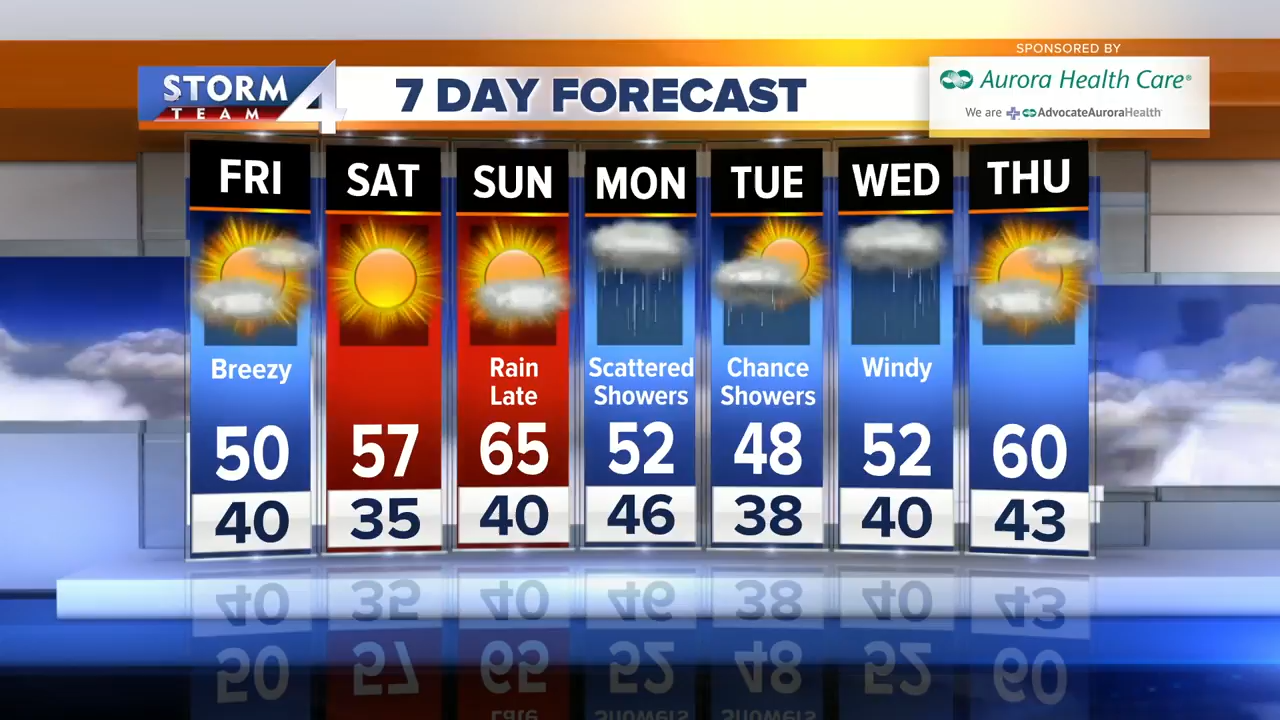 SPONSORED BY
STORM
TEAM
4
7 DAY FORECAST
Aurora Health Care®
We are AdvocateAuroraHealth
FRI SAT SUN MON TUE WED THU
Breezy
Rain
Late
Scattered
Showers
Chance
Showers
Windy
50 57 65 52 48 52 60
40 35 40 46 38 40 43